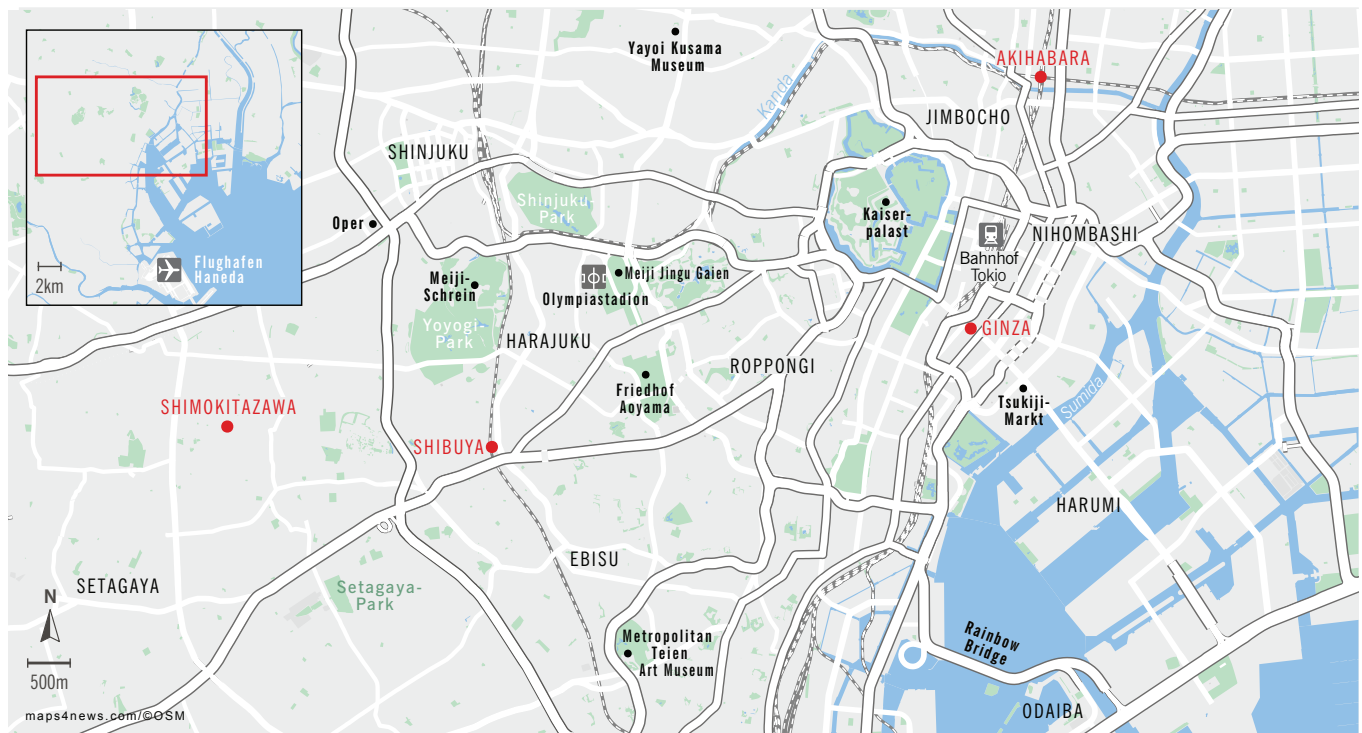 Yayoi Kusama
Museum
AKIHABARA
Kanda
JIMBOCHO
SHINJUKU
Shinjuku-
Park
Oper
Kaiser-
palast
NIHOMBASHI
Bahnhof
Tokio
Flughafen
Haneda
2km
Meiji-
Schrein
Meiji Jingu Gaien
Olympiastadion
Yoyogi-
Park
HARAJUKU
GINZA
ROPPONGI
Friedhof
Aoyama
Tsukiji-
Markt
Sumida
SHIMOKITAZAWA
SHIBUYA
HARUMI
EBISU
SETAGAYA
Setagaya-
Park
N
500m
Metropolitan
Teien
Art Museum
Rainbow
Bridge
ODAIBA
maps4news.com/©OSM